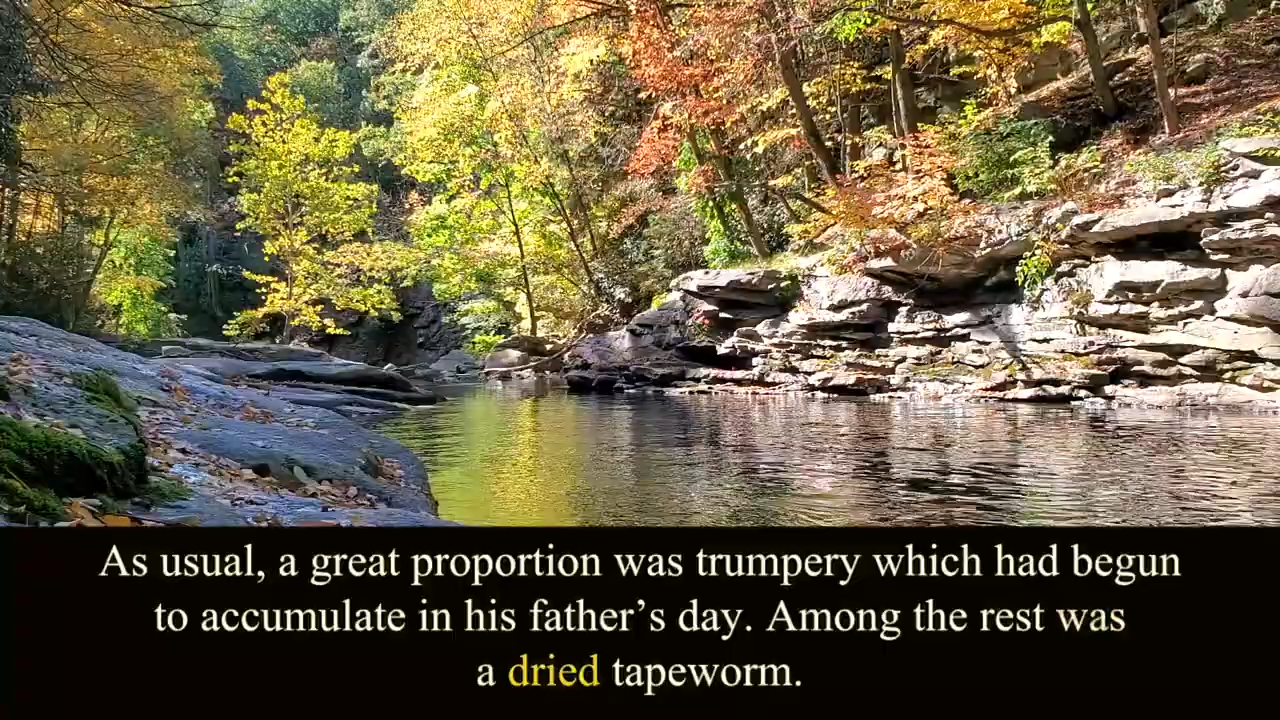 As usual, a great proportion was trumpery which had begun
to accumulate in his father’s day. Among the rest was
a dried tapeworm.